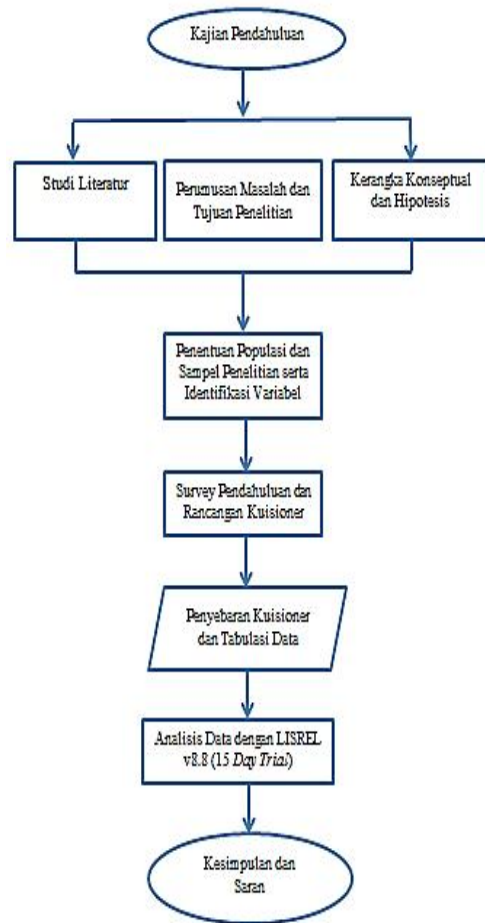 Kajian Pendahuluan
Studi Literatur
Perumusan Masalah dan
Tujuan Penelitian
Kerangka Konseptual
dan Hipotesis
Penentuan Populasi dan
Sampel Penelitian serta
Identifikasi Variabel
Survey Pendahuluan dan
Rancangan Kuisioner
Penyebaran Kuisioner
dan Tabulasi Data
Analisis Data dengan LISREL
v8.8 (15 Day Trial)
Kesimpulan dan
Saran